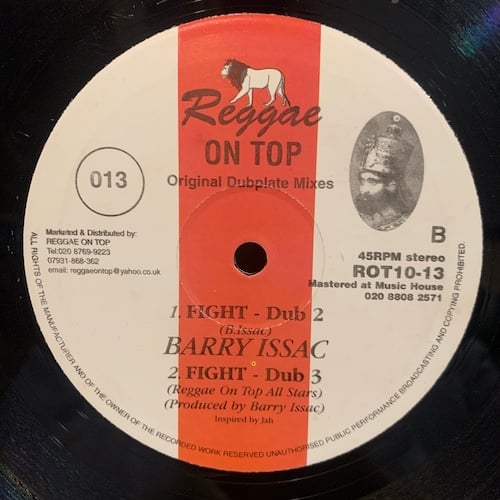 Reggae
ON TOP
Original Dubplate Mixes
013
Marketed & Distributed by:
REGGAE ON TOP
Tel:020 8769-9223
07931-868-362
email: reggaeontop@yahoo.co.uk
B
45RPM stereo
ROT10-13
Mastered at Music House
020 8808 2571
1. FIGHT - Dub 2
(B.issac)
BARRY ISSAC
2. FIGHT - Dub 3
(Reggae On Top All Stars)
(Produced by Barry Issac)
Inspired by Jah
ALL RIGHTS OF THE MANUFACTURER AND OF THE OWNER OF THE RECORDED WORK RESERVED UNAUTHORISED PUBLIC PERFORMANCE BROADCASTING AND COPYING PROHIBITED.